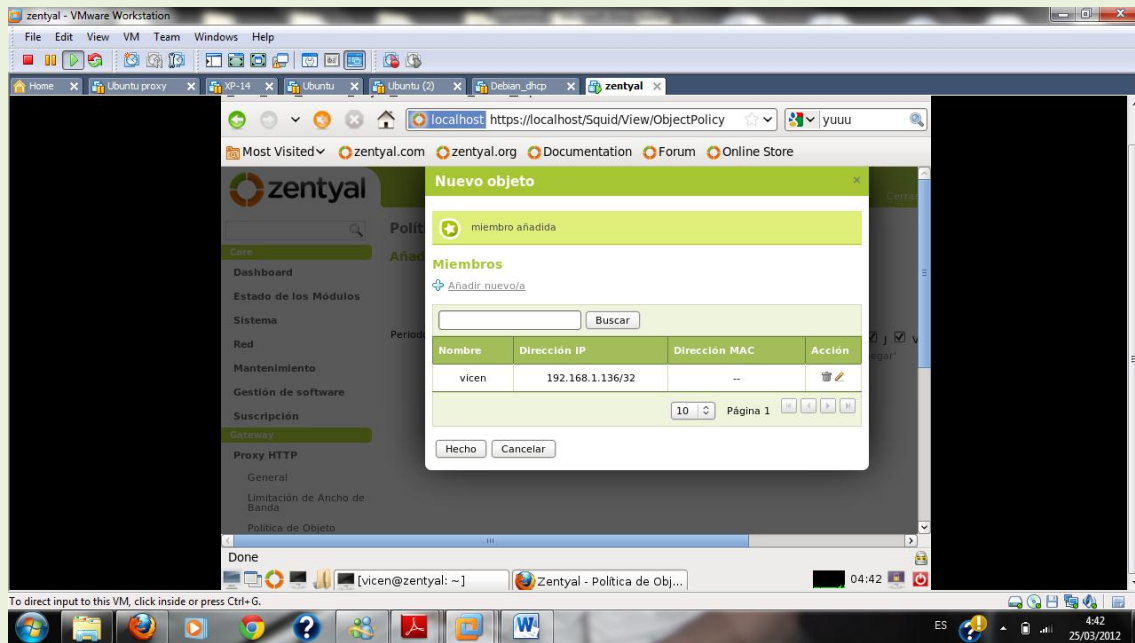 zentyal - VMware Workstation
File Edit View VM Team Windows Help
Home Ubuntu proxy XP-14 Ubuntu Ubuntu (2) Debian_dhcp zentyal
localhost https://localhost/Squid/View/ObjectPolicy yuuu
Most Visited zentyal.com zentyal.org Documentation Forum Online Store
zentyal
Nuevo objeto
Cerra
miembro añadida
Polít
Añad
Core
Dashboard
Estado de los Módulos
Sistema
Red
Mantenimiento
Gestión de software
Suscripción
Gateway
Proxy HTTP
General
Limitación de Ancho de Banda
Política de Objeto
Period
J V
egar'
Miembros
Añadir nuevo/a
Buscar
Nombre Dirección IP Dirección MAC Acción
vicen 192.168.1.136/32 --
10 Página 1
Hecho Cancelar
Done
[vicen@zentyal: ~] Zentyal - Política de Obj... 04:42
To direct input to this VM, click inside or press Ctrl+G.
ES 4:42
25/03/2012